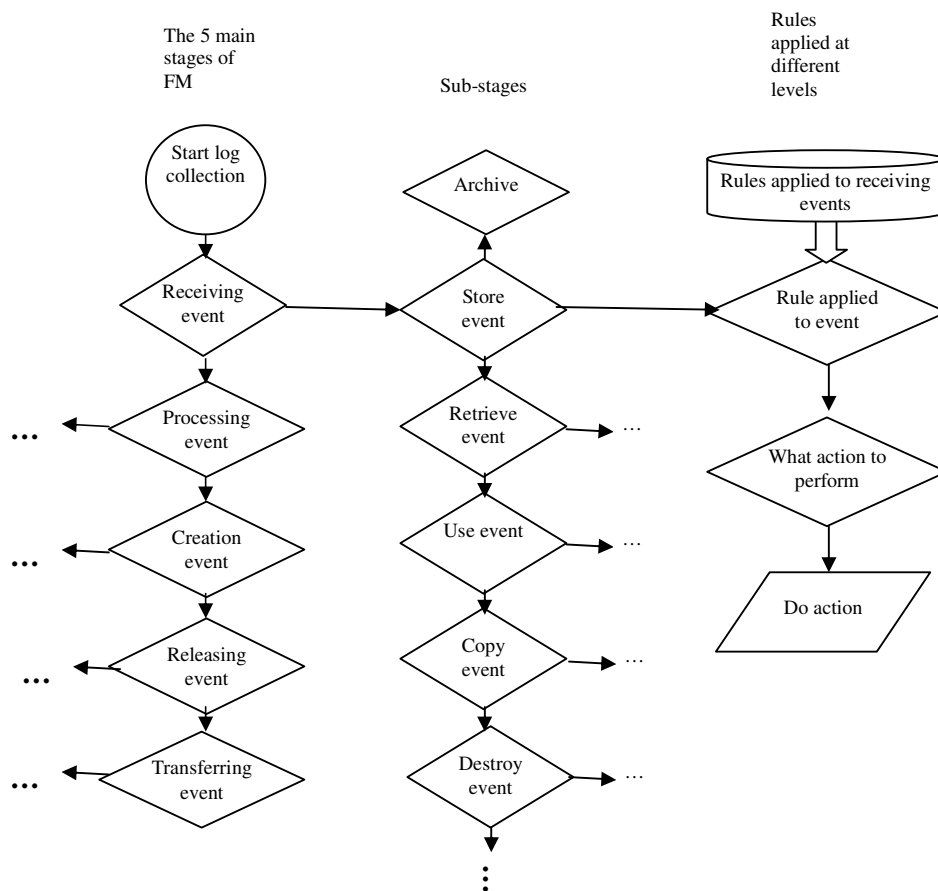 The 5 main
stages of
FM
Sub-stages
Rules
applied at
different
levels
Start log
collection
Archive
Rules applied to receiving
events
Receiving
event
Store
event
Rule applied
to event
Processing
event
...
Retrieve
event
...
What action to
perform
Creation
event
...
Use event
...
Do action
Releasing
event
...
Copy
event
...
Transferring
event
...
Destroy
event
...
...